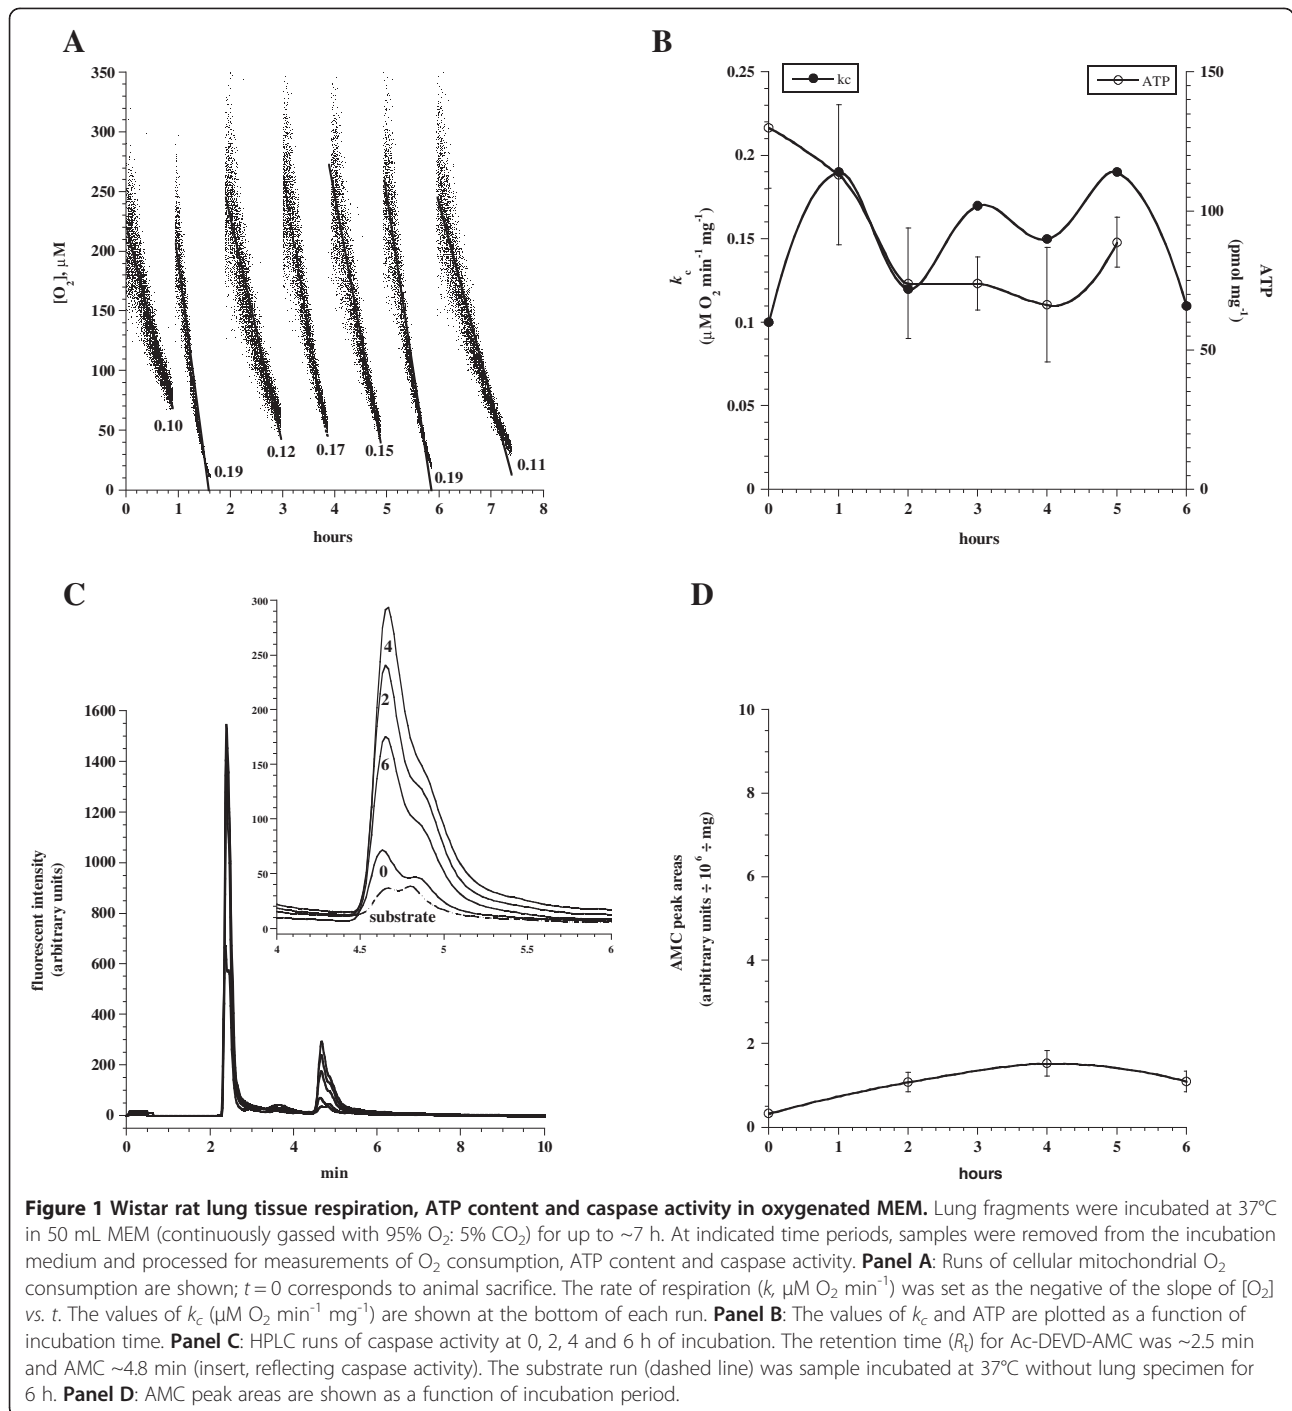 A
350
300
250
200
150
100
50
0
[O2], µM
0.10
0.19
0.12
0.17
0.15
0.19
0.11
0 1 2 3 4 5 6 7 8
hours
B
kc
ATP
0.25
0.2
0.15
0.1
0.05
0
kc
(µM O2 min-1 mg-1)
150
100
50
0
ATP
(pmol mg-1)
0 1 2 3 4 5 6
hours
C
1600
1400
1200
1000
800
600
400
200
0
fluorescent intensity
(arbitrary units)
300
250
200
150
100
50
0
4
2
6
0
substrate
4 4.5 5 5.5 6
0 2 4 6 8 10
min
D
10
8
6
4
2
0
AMC peak areas
(arbitrary units ÷ 10⁶ ÷ mg)
0 1 2 3 4 5 6
hours
Figure 1 Wistar rat lung tissue respiration, ATP content and caspase activity in oxygenated MEM. Lung fragments were incubated at 37°C
in 50 mL MEM (continuously gassed with 95% O2: 5% CO2) for up to ~7 h. At indicated time periods, samples were removed from the incubation
medium and processed for measurements of O2 consumption, ATP content and caspase activity. Panel A: Runs of cellular mitochondrial O2
consumption are shown; t = 0 corresponds to animal sacrifice. The rate of respiration (k, µM O2 min-1) was set as the negative of the slope of [O2]
vs. t. The values of kc (µM O2 min-1 mg-1) are shown at the bottom of each run. Panel B: The values of kc and ATP are plotted as a function of
incubation time. Panel C: HPLC runs of caspase activity at 0, 2, 4 and 6 h of incubation. The retention time (Rt) for Ac-DEVD-AMC was ~2.5 min
and AMC ~4.8 min (insert, reflecting caspase activity). The substrate run (dashed line) was sample incubated at 37°C without lung specimen for
6 h. Panel D: AMC peak areas are shown as a function of incubation period.